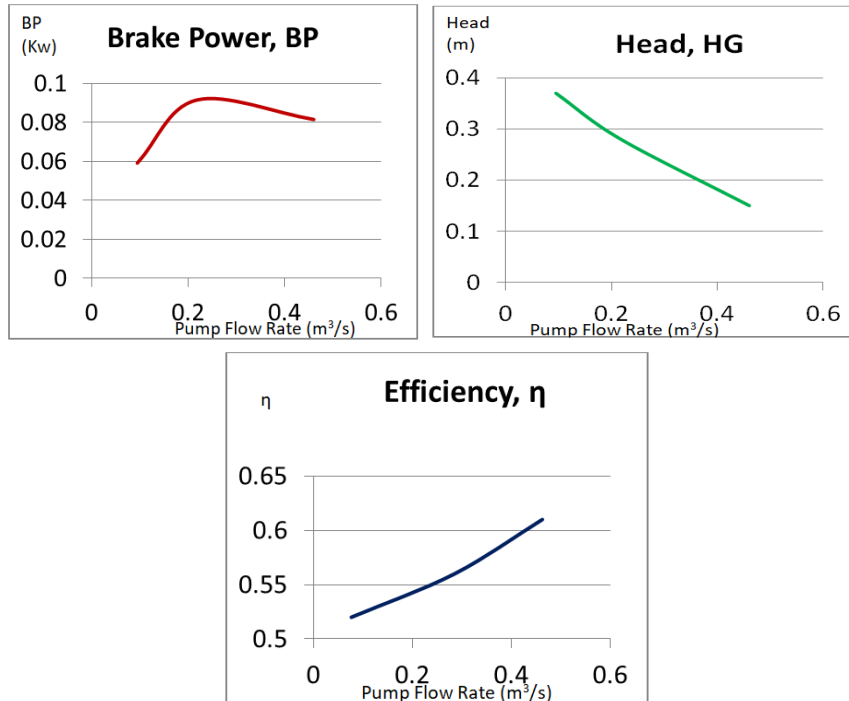 BP
(Kw)
Brake Power, BP
0.1
0.08
0.06
0.04
0.02
0
0 0.2 0.4 0.6
Pump Flow Rate (m³/s)
Head
(m)
Head, HG
0.4
0.3
0.2
0.1
0
0 0.2 0.4 0.6
Pump Flow Rate (m³/s)
η
Efficiency, η
0.65
0.6
0.55
0.5
0 0.2 0.4 0.6
Pump Flow Rate (m³/s)